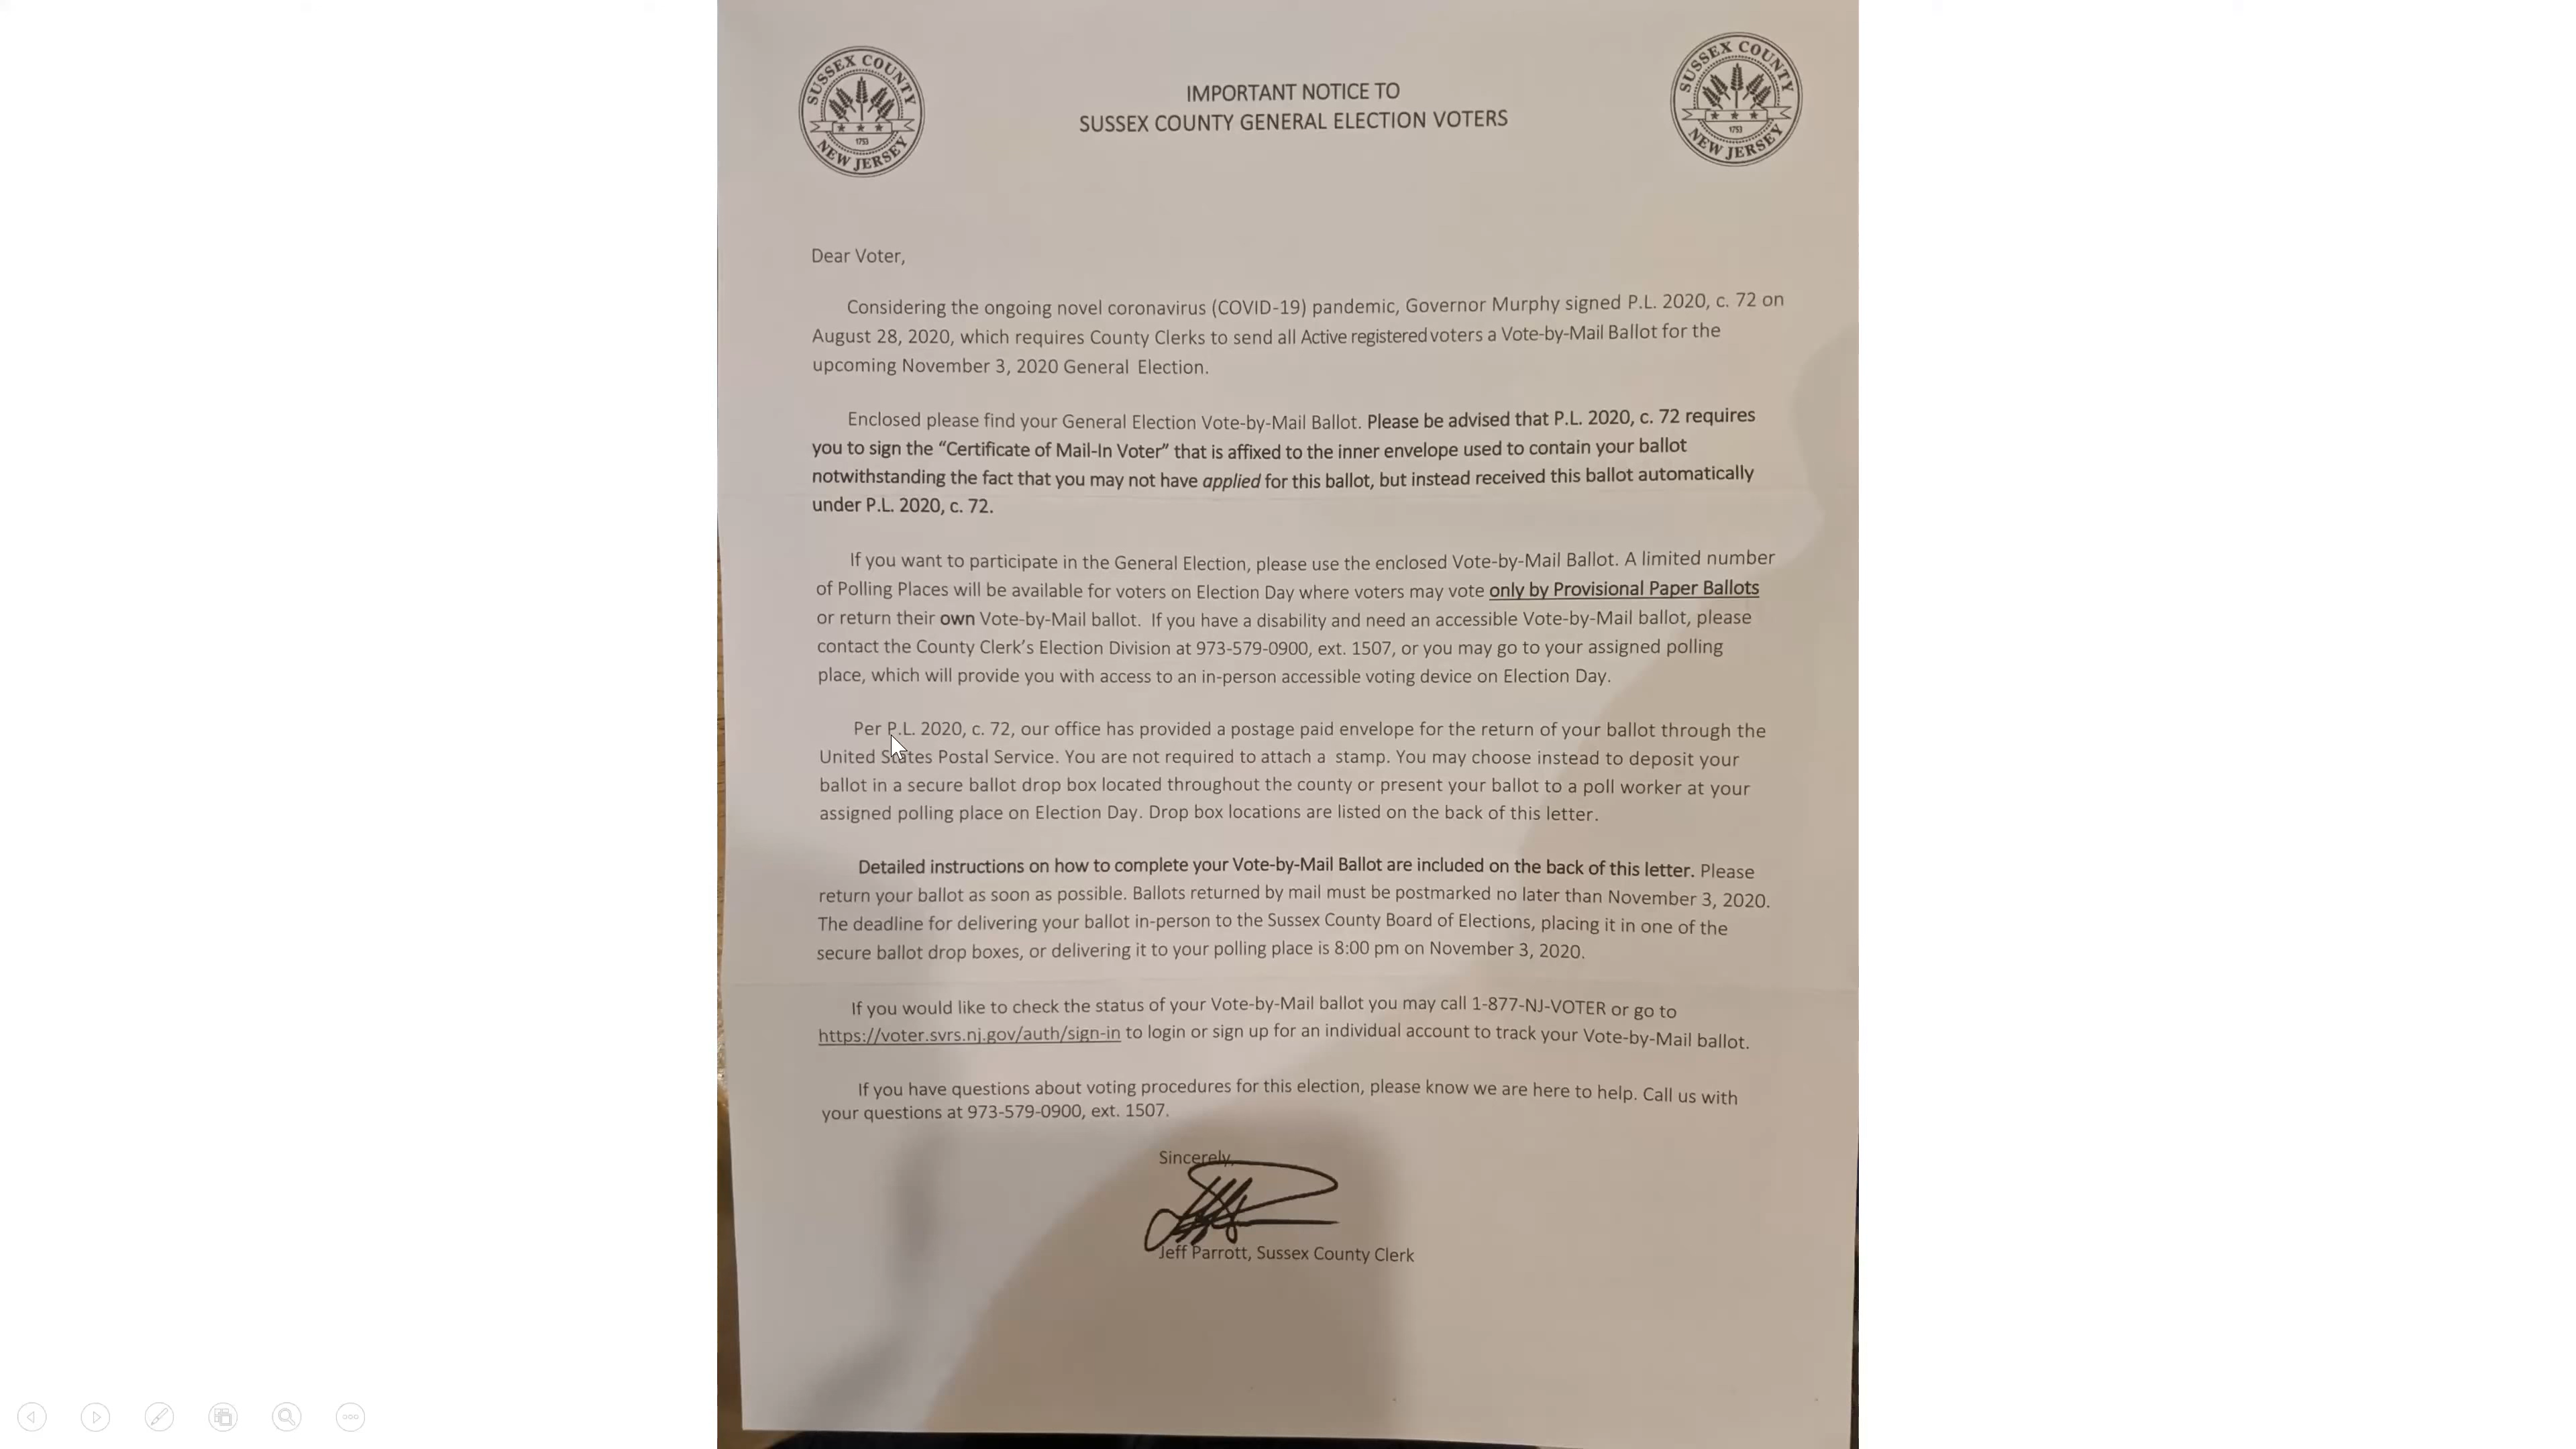 SUSSEX COUNTY
NEW JERSEY
1753
IMPORTANT NOTICE TO
SUSSEX COUNTY GENERAL ELECTION VOTERS
SUSSEX COUNTY
NEW JERSEY
1753
Dear Voter,
Considering the ongoing novel coronavirus (COVID-19) pandemic, Governor Murphy signed P.L. 2020, c. 72 on
August 28, 2020, which requires County Clerks to send all Active registered voters a Vote-by-Mail Ballot for the
upcoming November 3, 2020 General Election.
Enclosed please find your General Election Vote-by-Mail Ballot. Please be advised that P.L. 2020, c. 72 requires
you to sign the “Certificate of Mail-In Voter” that is affixed to the inner envelope used to contain your ballot
notwithstanding the fact that you may not have applied for this ballot, but instead received this ballot automatically
under P.L. 2020, c. 72.
If you want to participate in the General Election, please use the enclosed Vote-by-Mail Ballot. A limited number
of Polling Places will be available for voters on Election Day where voters may vote only by Provisional Paper Ballots
or return their own Vote-by-Mail ballot. If you have a disability and need an accessible Vote-by-Mail ballot, please
contact the County Clerk’s Election Division at 973-579-0900, ext. 1507, or you may go to your assigned polling
place, which will provide you with access to an in-person accessible voting device on Election Day.
Per P.L. 2020, c. 72, our office has provided a postage paid envelope for the return of your ballot through the
United States Postal Service. You are not required to attach a stamp. You may choose instead to deposit your
ballot in a secure ballot drop box located throughout the county or present your ballot to a poll worker at your
assigned polling place on Election Day. Drop box locations are listed on the back of this letter.
Detailed instructions on how to complete your Vote-by-Mail Ballot are included on the back of this letter. Please
return your ballot as soon as possible. Ballots returned by mail must be postmarked no later than November 3, 2020.
The deadline for delivering your ballot in-person to the Sussex County Board of Elections, placing it in one of the
secure ballot drop boxes, or delivering it to your polling place is 8:00 pm on November 3, 2020.
If you would like to check the status of your Vote-by-Mail ballot you may call 1-877-NJ-VOTER or go to
https://voter.svrs.nj.gov/auth/sign-in to login or sign up for an individual account to track your Vote-by-Mail ballot.
If you have questions about voting procedures for this election, please know we are here to help. Call us with
your questions at 973-579-0900, ext. 1507.
Sincerely,
Jeff Parrott, Sussex County Clerk